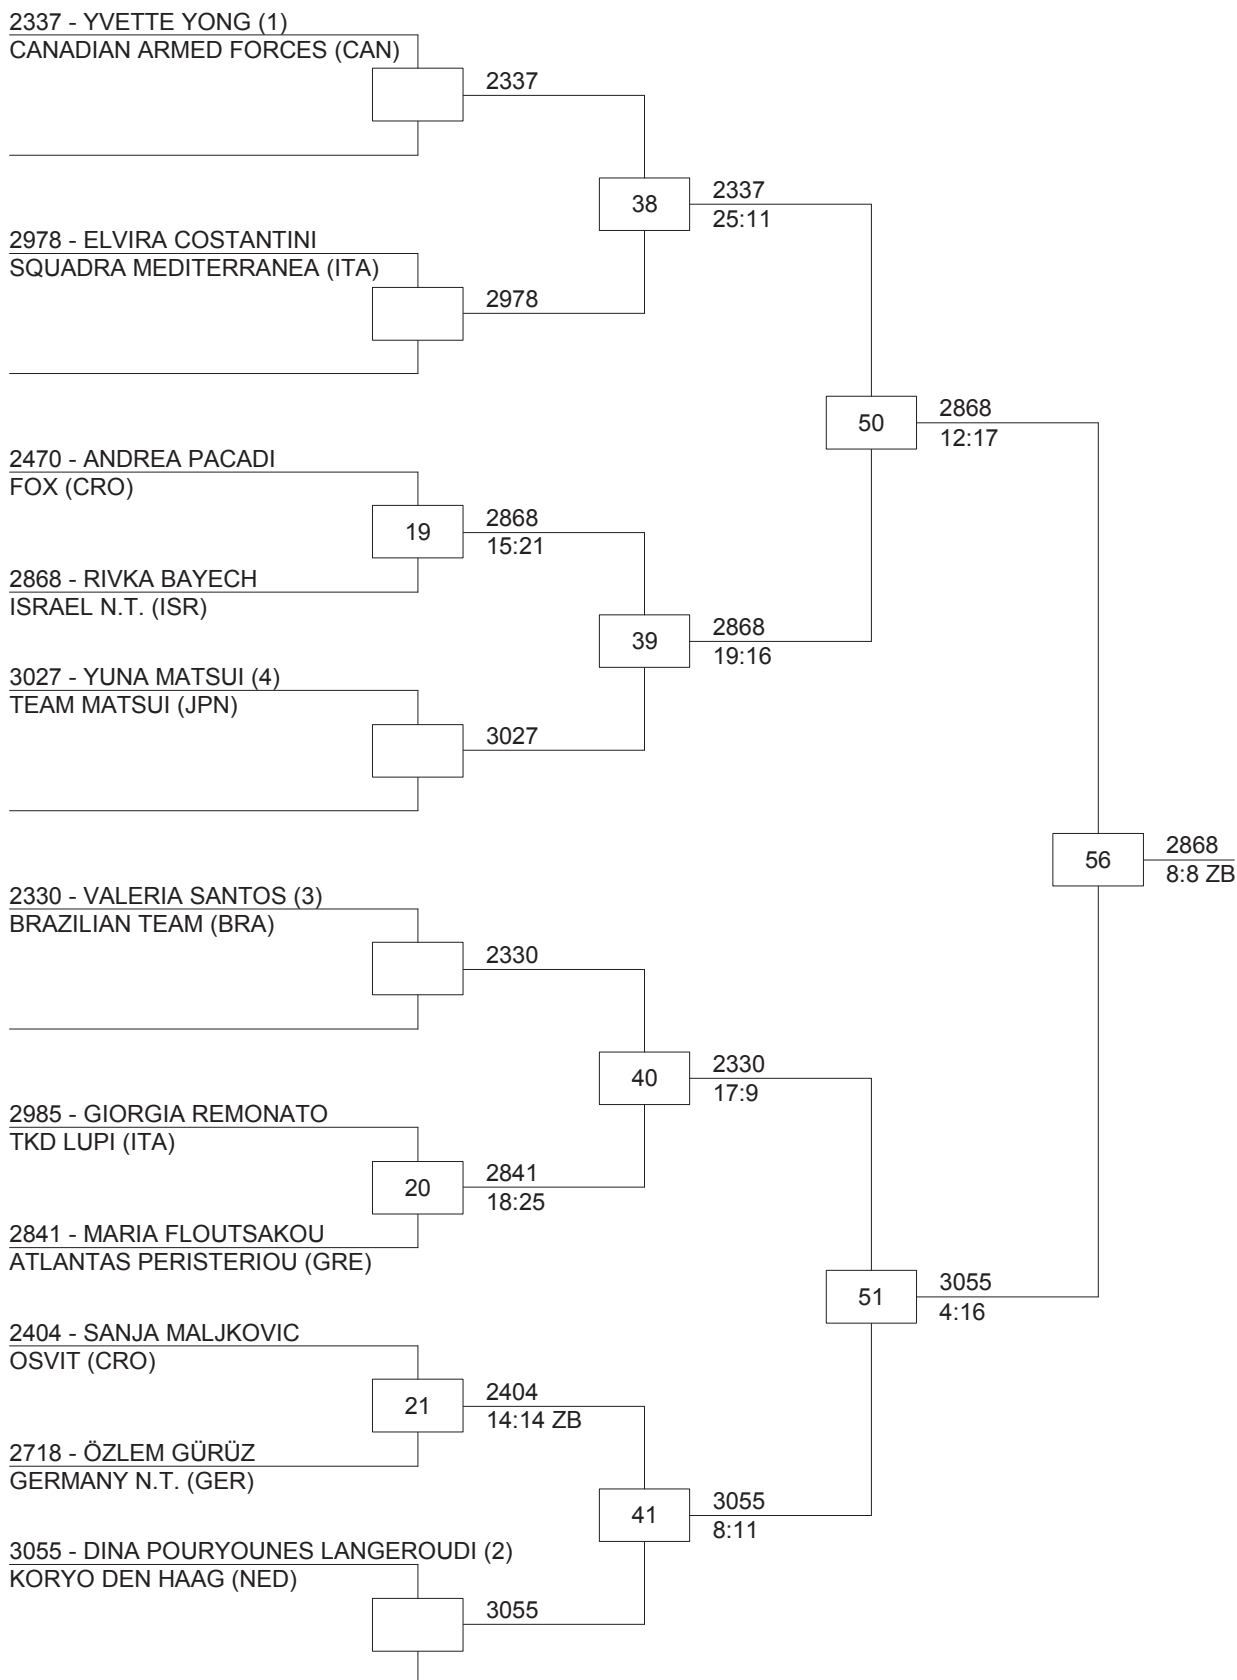 2337 - YVETTE YONG (1)
CANADIAN ARMED FORCES (CAN)
2337
38
2337
25:11
2978 - ELVIRA COSTANTINI
SQUADRA MEDITERRANEA (ITA)
2978
50
2868
12:17
2470 - ANDREA PACADI
FOX (CRO)
19
2868
15:21
2868 - RIVKA BAYECH
ISRAEL N.T. (ISR)
39
2868
19:16
3027 - YUNA MATSUI (4)
TEAM MATSUI (JPN)
3027
56
2868
8:8 ZB
2330 - VALERIA SANTOS (3)
BRAZILIAN TEAM (BRA)
2330
40
2330
17:9
2985 - GIORGIA REMONATO
TKD LUPI (ITA)
20
2841
18:25
2841 - MARIA FLOUTSAKOU
ATLANTAS PERISTERIOU (GRE)
51
3055
4:16
2404 - SANJA MALJKOVIC
OSVIT (CRO)
21
2404
14:14 ZB
2718 - ÖZLEM GÜRÜZ
GERMANY N.T. (GER)
41
3055
8:11
3055 - DINA POURYOUNES LANGEROUDI (2)
KORYO DEN HAAG (NED)
3055